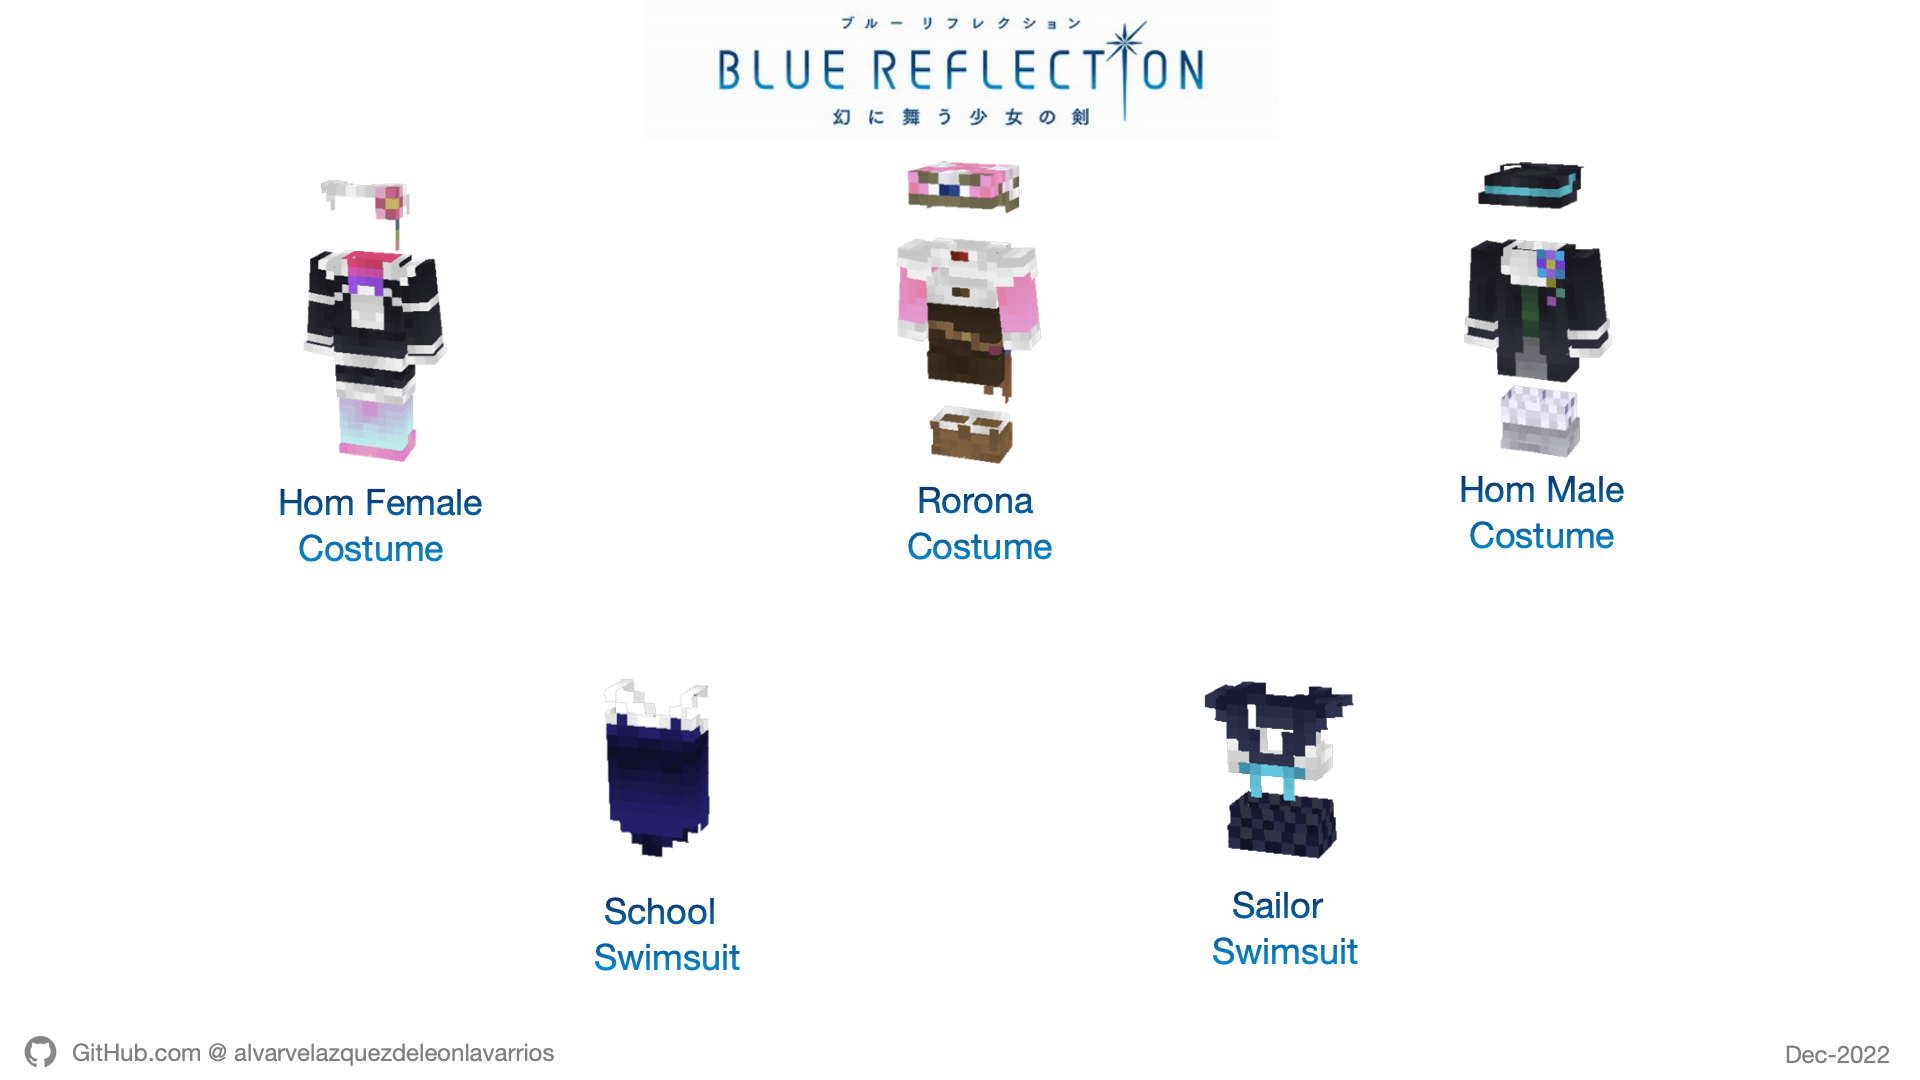 ブルー リフレクション
BLUE REFLECTION
幻に舞う少女の剣
Hom Female
Costume
Rorona
Costume
Hom Male
Costume
School
Swimsuit
Sailor
Swimsuit
GitHub.com @ alvarvelazquezdeleonlavarrios
Dec-2022